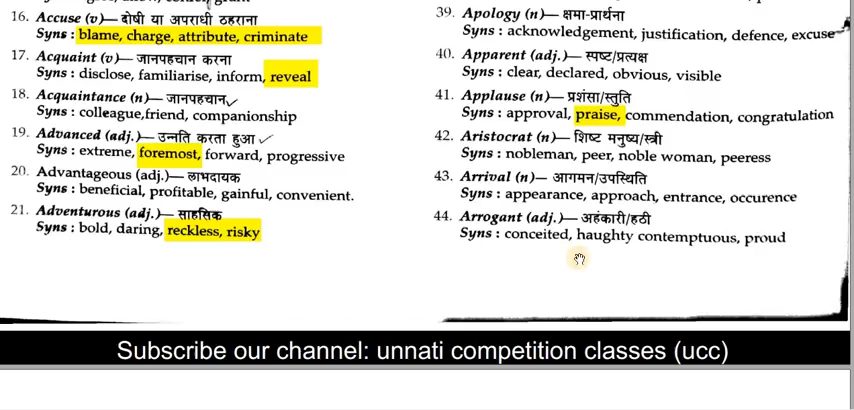 16. Accuse (v)— दोषी या अपराधी ठहराना
Syns : blame, charge, attribute, criminate
17. Acquaint (v)— जानपहचान करना
Syns : disclose, familiarise, inform, reveal
18. Acquaintance (n)— जानपहचान
Syns : colleague,friend, companionship
19. Advanced (adj.)— उन्नति करता हुआ
Syns : extreme, foremost, forward, progressive
20. Advantageous (adj.)— लाभदायक
Syns : beneficial, profitable, gainful, convenient.
21. Adventurous (adj.)— साहसिक
Syns : bold, daring, reckless, risky
39. Apology (n)— क्षमा-प्रार्थना
Syns : acknowledgement, justification, defence, excuse
40. Apparent (adj.)— स्पष्ट/प्रत्यक्ष
Syns : clear, declared, obvious, visible
41. Applause (n)— प्रशंसा/स्तुति
Syns : approval, praise, commendation, congratulation
42. Aristocrat (n)— शिष्ट मनुष्य/स्त्री
Syns : nobleman, peer, noble woman, peeress
43. Arrival (n)— आगमन/उपस्थिति
Syns : appearance, approach, entrance, occurence
44. Arrogant (adj.)— अहंकारी/हठी
Syns : conceited, haughty contemptuous, proud
Subscribe our channel: unnati competition classes (ucc)